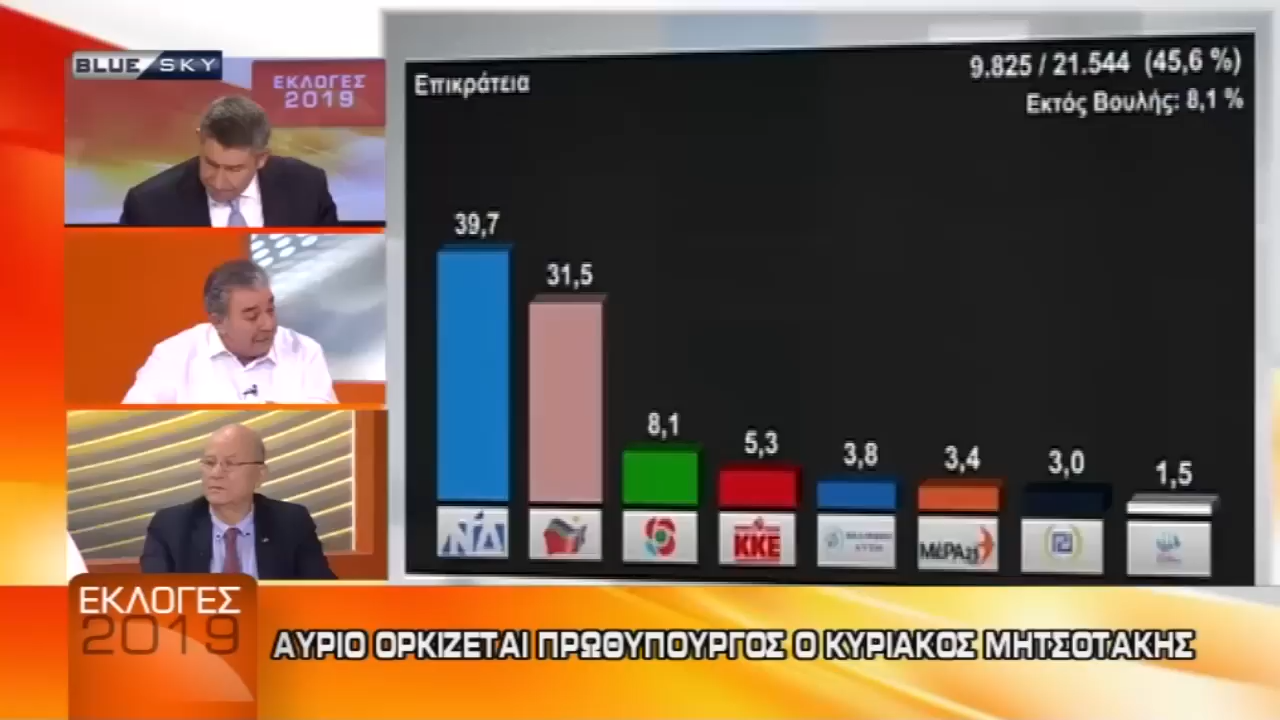 BLUE SKY
ΕΚΛΟΓΕΣ
2019
Επικράτεια
9.825 / 21.544 (45,6 %)
Εκτός Βουλής: 8,1 %
39,7
31,5
8,1
5,3
3,8
3,4
3,0
1,5
ΝΔ
ΚΚΕ
ΜέΡΑ25
ΕΚΛΟΓΕΣ
2019
ΑΥΡΙΟ ΟΡΚΙΖΕΤΑΙ ΠΡΩΘΥΠΟΥΡΓΟΣ Ο ΚΥΡΙΑΚΟΣ ΜΗΤΣΟΤΑΚΗΣ